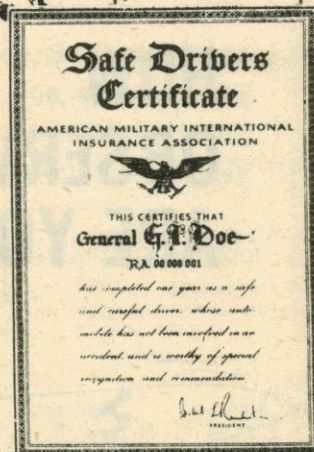 Safe Drivers
Certificate
AMERICAN MILITARY INTERNATIONAL
INSURANCE ASSOCIATION
THIS CERTIFIES THAT
General G.I. Doe
RA 00 000 001
has completed one year as a safe
and careful driver, whose auto-
mobile has not been involved in an
accident, and is worthy of special
recognition and commendation
PRESIDENT